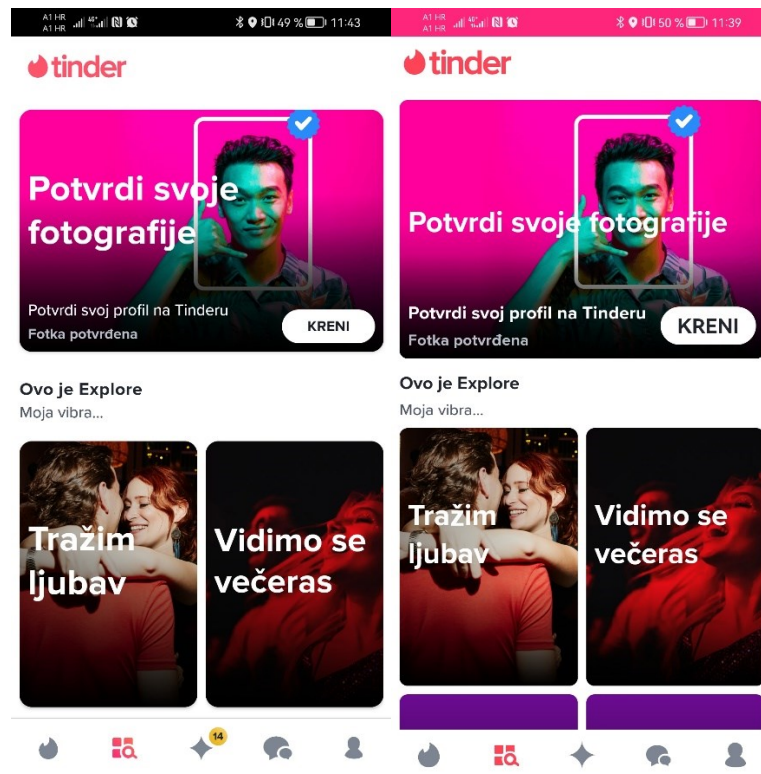 A1 HR
A1 HR
49 %
11:43
tinder
Potvrdi svoje
fotografije
Potvrdi svoj profil na Tinderu
Fotka potvrđena
KRENI
Ovo je Explore
Moja vibra...
Tražim
ljubav
Vidimo se
večeras
14
A1 HR
A1 HR
50 %
11:39
tinder
Potvrdi svoje fotografije
Potvrdi svoj profil na Tinderu
Fotka potvrđena
KRENI
Ovo je Explore
Moja vibra...
Tražim
ljubav
Vidimo se
večeras